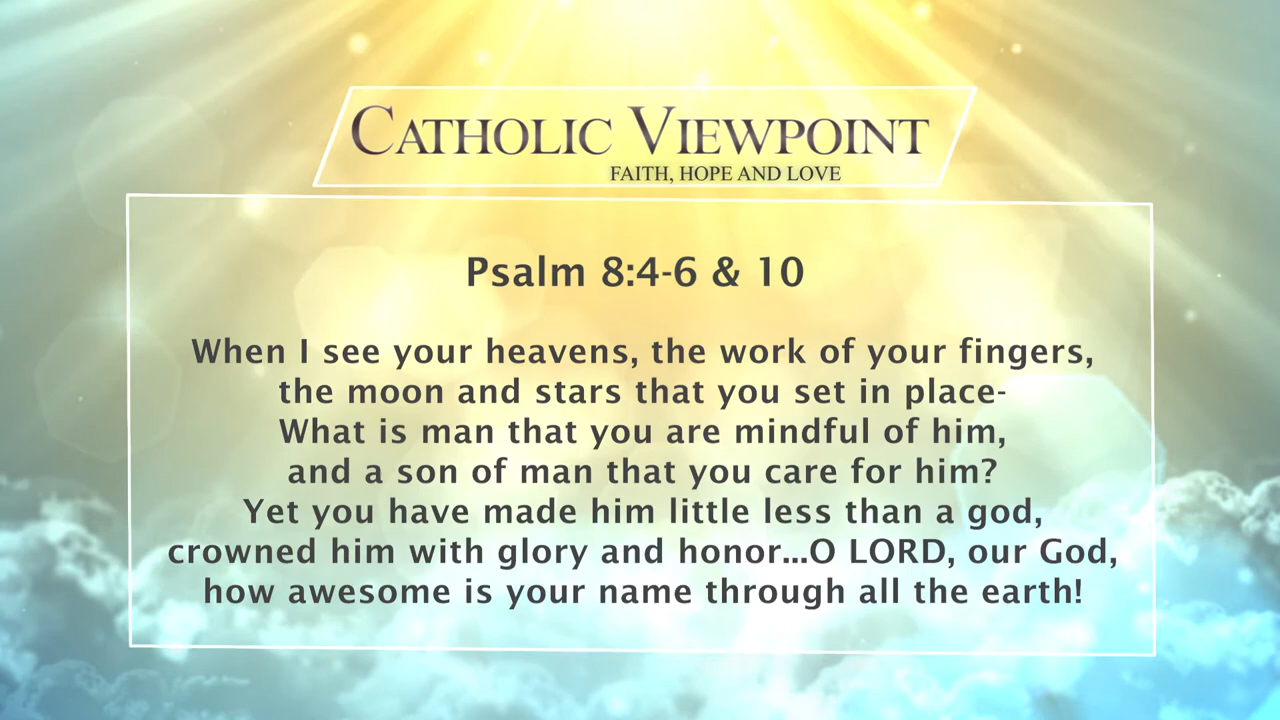 CATHOLIC VIEWPOINT
FAITH, HOPE AND LOVE
Psalm 8:4-6 & 10
When I see your heavens, the work of your fingers,
the moon and stars that you set in place-
What is man that you are mindful of him,
and a son of man that you care for him?
Yet you have made him little less than a god,
crowned him with glory and honor...O LORD, our God,
how awesome is your name through all the earth!